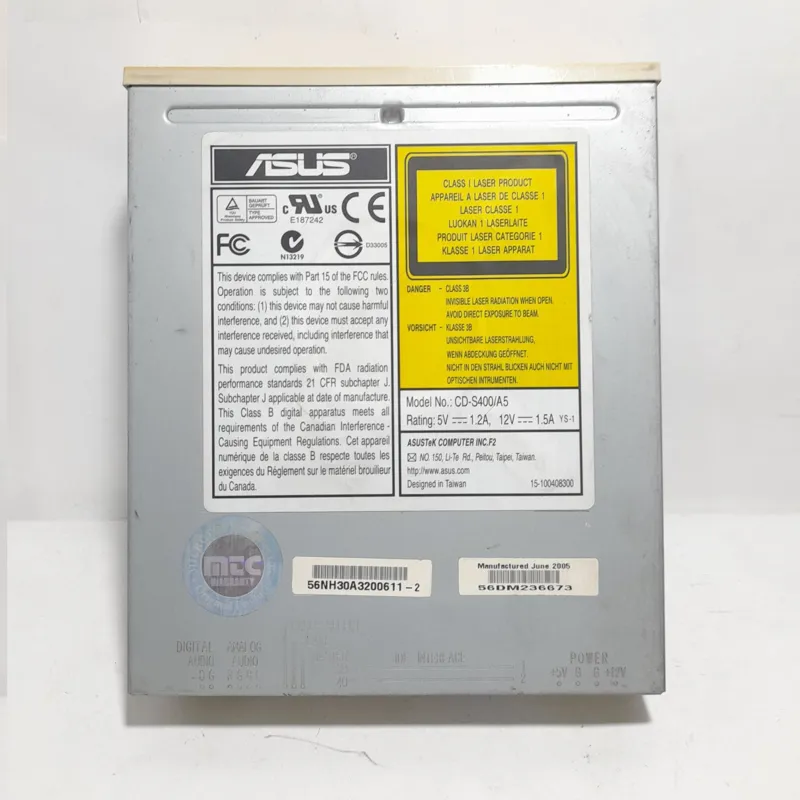 ASUS®
TÜV
BAUART
GEPRÜFT
TYPE
APPROVED
c UR US
E187242
CE
FC
N13219
D33005
This device complies with Part 15 of the FCC rules.
Operation is subject to the following two
conditions: (1) this device may not cause harmful
interference, and (2) this device must accept any
interference received, including interference that
may cause undesired operation.
This product complies with FDA radiation
performance standards 21 CFR subchapter J.
Subchapter J applicable at date of manufacture.
This Class B digital apparatus meets all
requirements of the Canadian Interference -
Causing Equipment Regulations. Cet appareil
numérique de la classe B respecte toutes les
exigences du Règlement sur le matériel brouilleur
du Canada.
CLASS I LASER PRODUCT
APPAREIL A LASER DE CLASSE 1
LASER CLASSE 1
LUOKAN 1 LASERLAITE
PRODUIT LASER CATEGORIE 1
KLASSE 1 LASER APPARAT
DANGER - CLASS 3B
INVISIBLE LASER RADIATION WHEN OPEN.
AVOID DIRECT EXPOSURE TO BEAM.
VORSICHT - KLASSE 3B
UNSICHTBARE LASERSTRAHLUNG,
WENN ABDECKUNG GEÖFFNET.
NICHT IN DEN STRAHL BLICKEN AUCH NICHT MIT
OPTISCHEN INTRUMENTEN.
Model No.: CD-S400/A5
Rating: 5V 1.2A, 12V 1.5A YS-1
ASUSTeK COMPUTER INC.F2
NO. 150, Li-Te Rd., Peitou, Taipei, Taiwan.
http://www.asus.com
Designed in Taiwan 15-100408300
MTC
WARRANTY
56NH30A3200611-2
Manufactured June 2005
56DM236673
DIGITAL ANALOG
AUDIO AUDIO
POWER
+5V G G +12V